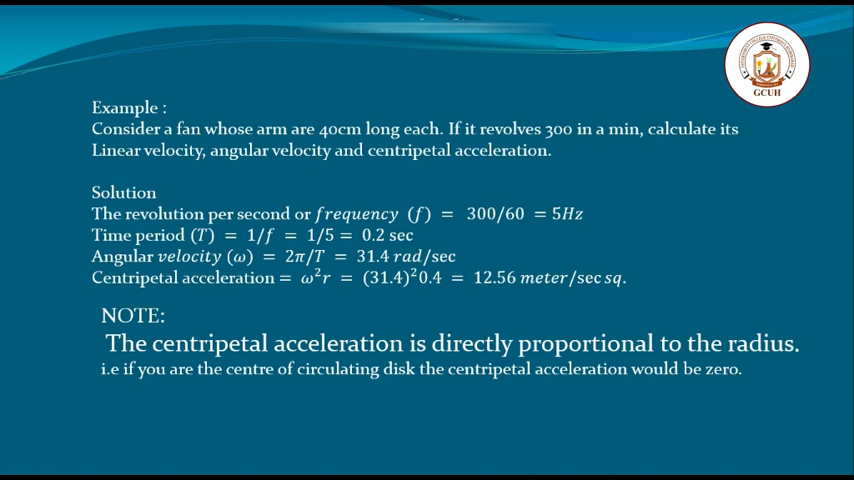 GCUH
Example :
Consider a fan whose arm are 40cm long each. If it revolves 300 in a min, calculate its
Linear velocity, angular velocity and centripetal acceleration.
Solution
The revolution per second or frequency (f) = 300/60 = 5Hz
Time period (T) = 1/f = 1/5 = 0.2 sec
Angular velocity (ω) = 2π/T = 31.4 rad/sec
Centripetal acceleration = ω²r = (31.4)²0.4 = 12.56 meter/sec sq.
NOTE:
The centripetal acceleration is directly proportional to the radius.
i.e if you are the centre of circulating disk the centripetal acceleration would be zero.